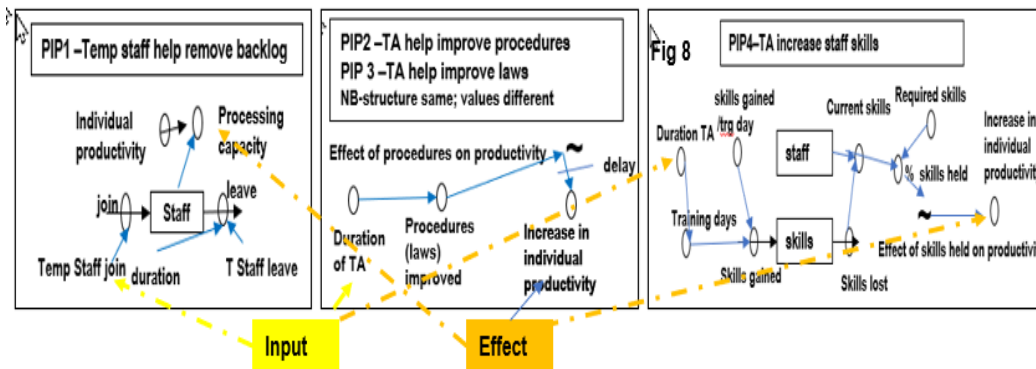 PIP1 –Temp staff help remove backlog
Individual
productivity
Processing
capacity
join
Staff
leave
Temp Staff join
duration
T Staff leave
PIP2 –TA help improve procedures
PIP 3 –TA help improve laws
NB-structure same; values different
Effect of procedures on productivity
~
delay
Duration
of TA
Procedures
(laws)
improved
Increase in
individual
productivity
Fig 8
PIP4–TA increase staff skills
Duration TA
skills gained
/trg day
Current skills
Required skills
Increase in
individual
productivit
staff
% skills held
~
Training days
skills
Effect of skills held on productivi
Skills gained
Skills lost
Input
Effect